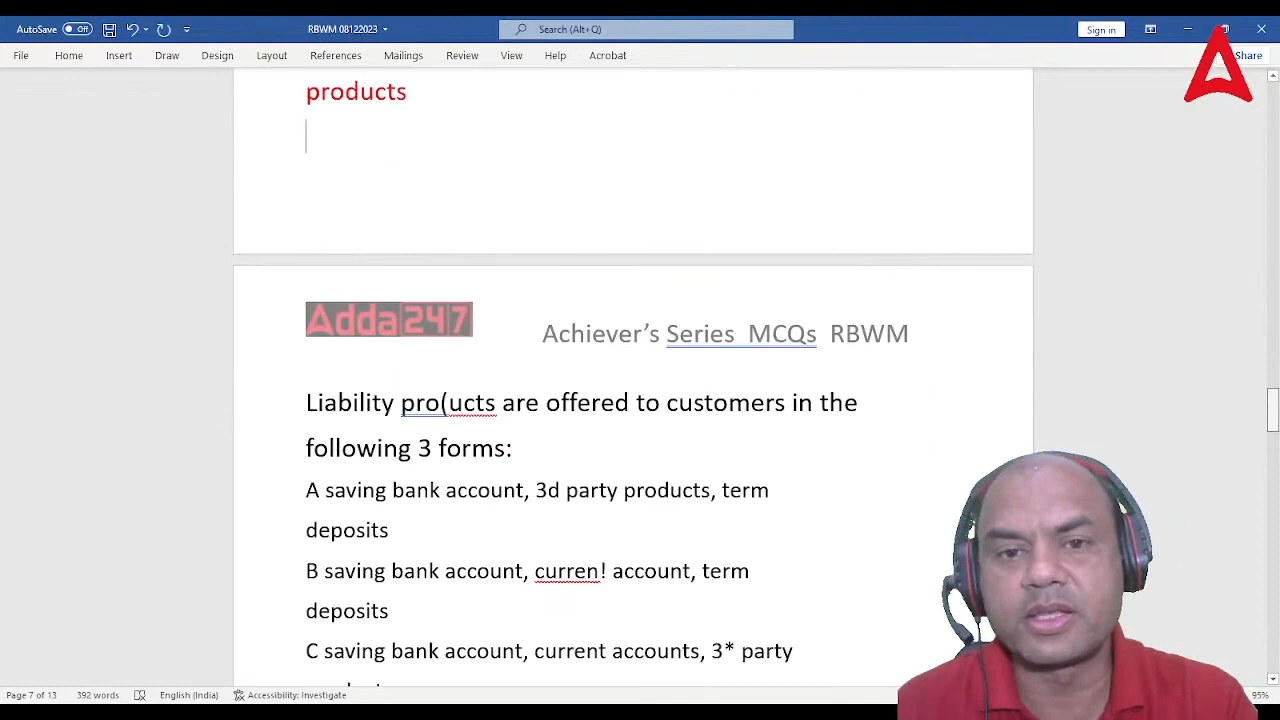 AutoSave Off RBWM 08122023 Search (Alt+Q) Sign in
File Home Insert Draw Design Layout References Mailings Review View Help Acrobat Share
products
Adda247
Achiever’s Series MCQs RBWM
Liability pro(ucts are offered to customers in the
following 3 forms:
A saving bank account, 3d party products, term
deposits
B saving bank account, curren! account, term
deposits
C saving bank account, current accounts, 3* party
Page 7 of 13 392 words English (India) Accessibility: Investigate 95%